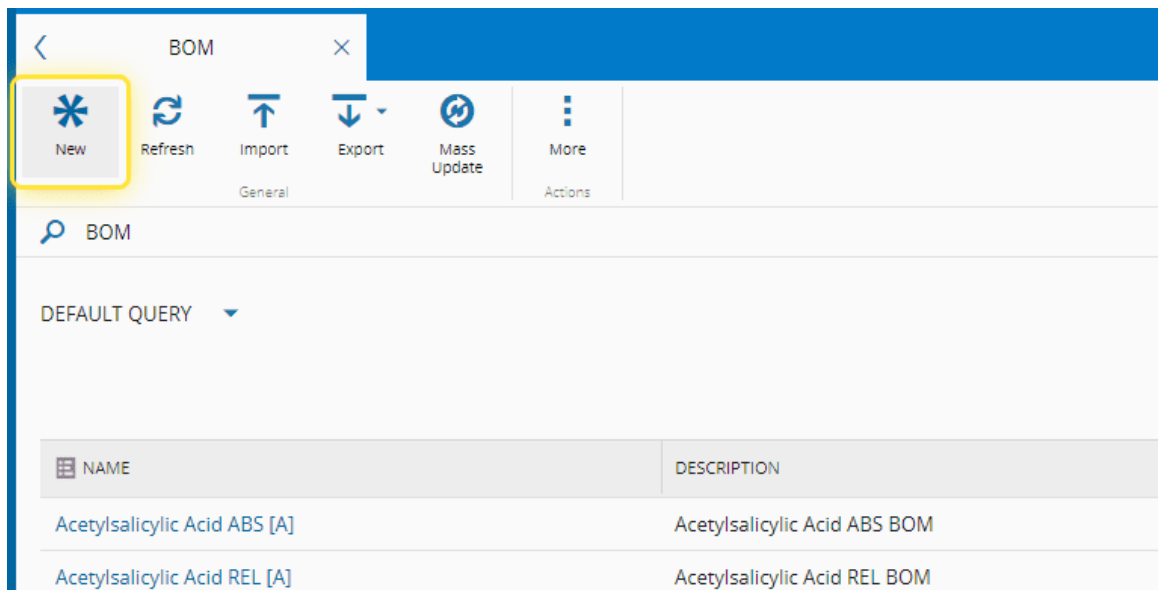 BOM
New Refresh Import Export Mass Update More
General Actions
BOM
DEFAULT QUERY
NAME DESCRIPTION
Acetylsalicylic Acid ABS [A] Acetylsalicylic Acid ABS BOM
Acetylsalicylic Acid REL [A] Acetylsalicylic Acid REL BOM